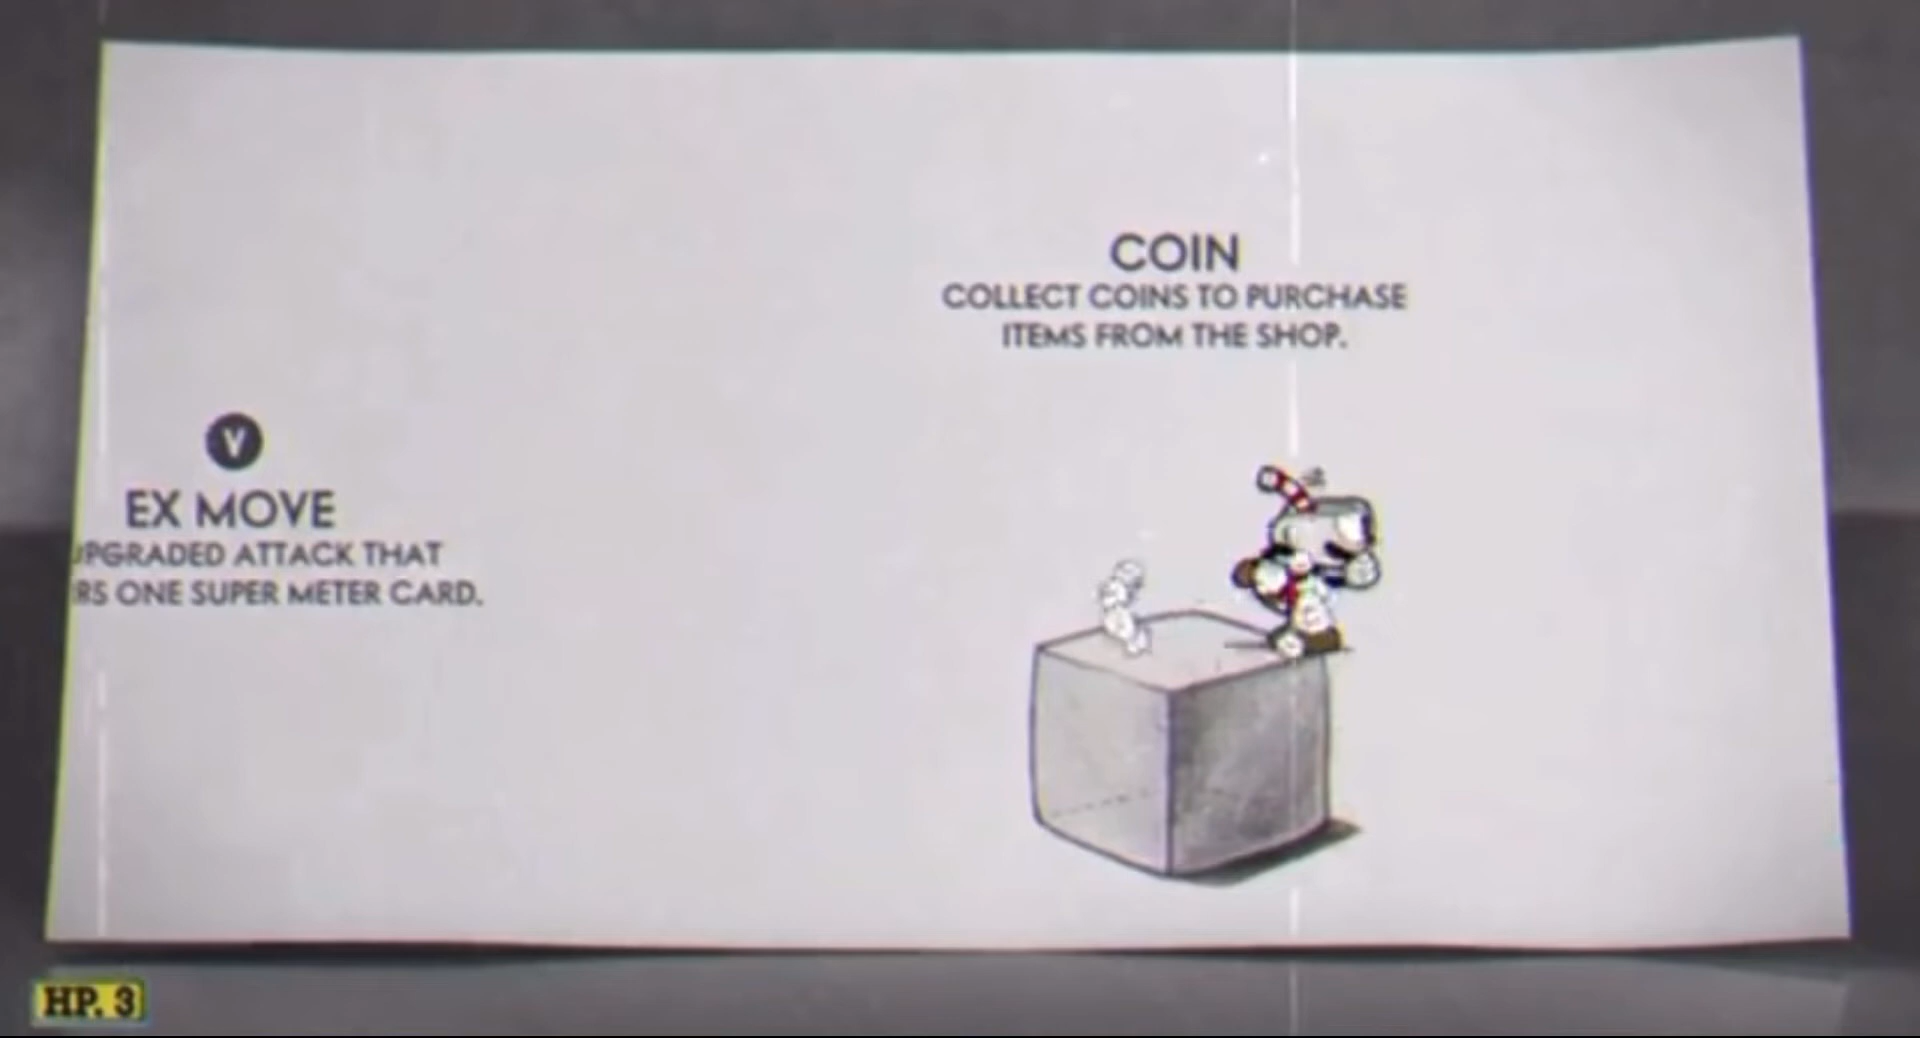 COIN
COLLECT COINS TO PURCHASE
ITEMS FROM THE SHOP.
V
EX MOVE
UPGRADED ATTACK THAT
ONE SUPER METER CARD.
HP. 3